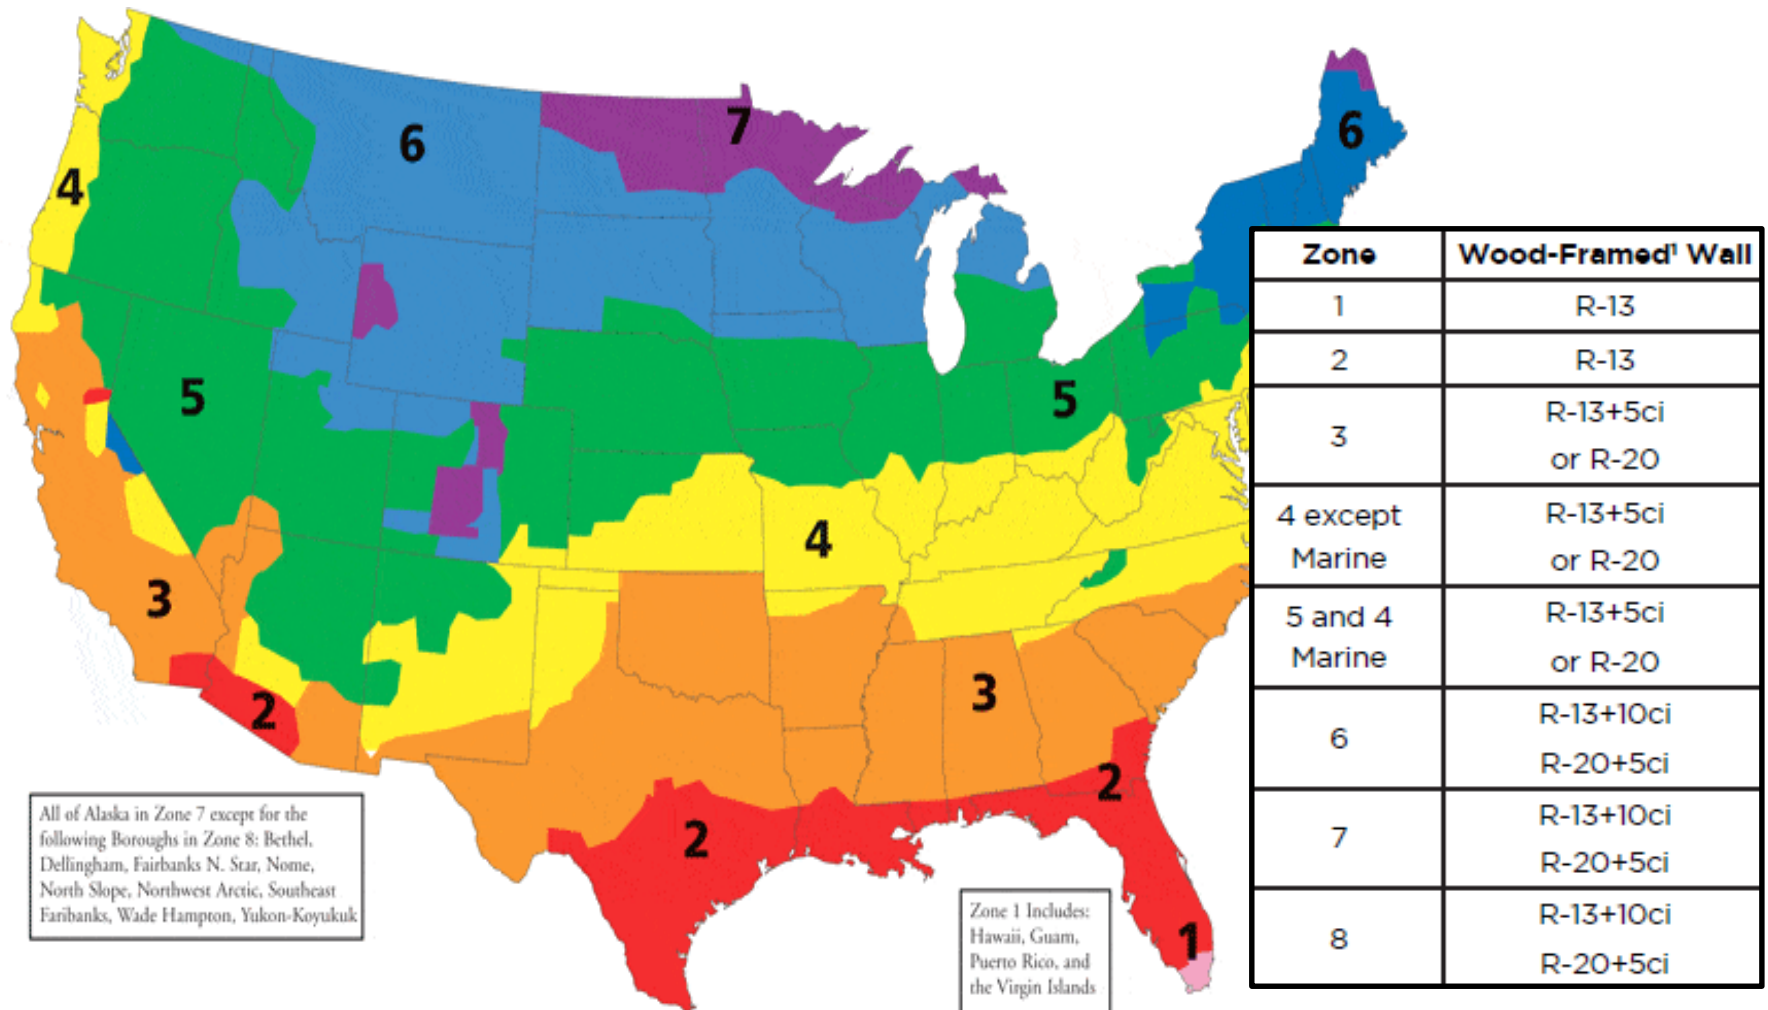 7
6
6
4
5
5
4
3
3
2
2
2
1
All of Alaska in Zone 7 except for the
following Boroughs in Zone 8: Bethel,
Dellingham, Fairbanks N. Star, Nome,
North Slope, Northwest Arctic, Southeast
Faribanks, Wade Hampton, Yukon-Koyukuk
Zone 1 Includes:
Hawaii, Guam,
Puerto Rico, and
the Virgin Islands
Zone Wood-Framed¹ Wall
1 R-13
2 R-13
3 R-13+5ci
or R-20
4 except R-13+5ci
Marine or R-20
5 and 4 R-13+5ci
Marine or R-20
6 R-13+10ci
R-20+5ci
7 R-13+10ci
R-20+5ci
8 R-13+10ci
R-20+5ci